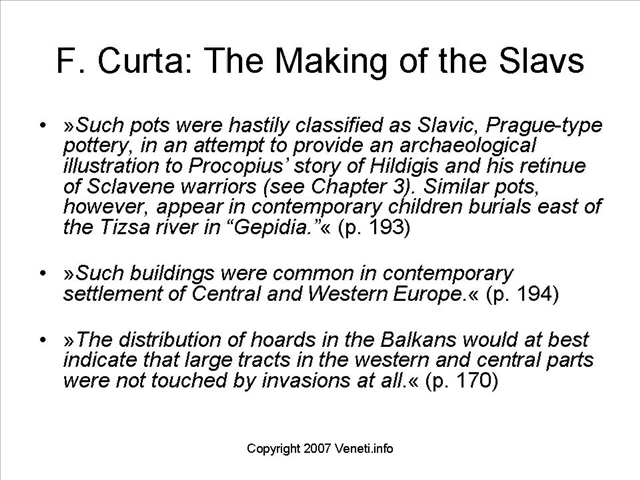 F. Curta: The Making of the Slavs
• »Such pots were hastily classified as Slavic, Prague-type
pottery, in an attempt to provide an archaeological
illustration to Procopius’ story of Hildigis and his retinue
of Sclavene warriors (see Chapter 3). Similar pots,
however, appear in contemporary children burials east of
the Tizsa river in “Gepidia.”« (p. 193)
• »Such buildings were common in contemporary
settlement of Central and Western Europe.« (p. 194)
• »The distribution of hoards in the Balkans would at best
indicate that large tracts in the western and central parts
were not touched by invasions at all.« (p. 170)
Copyright 2007 Veneti.info